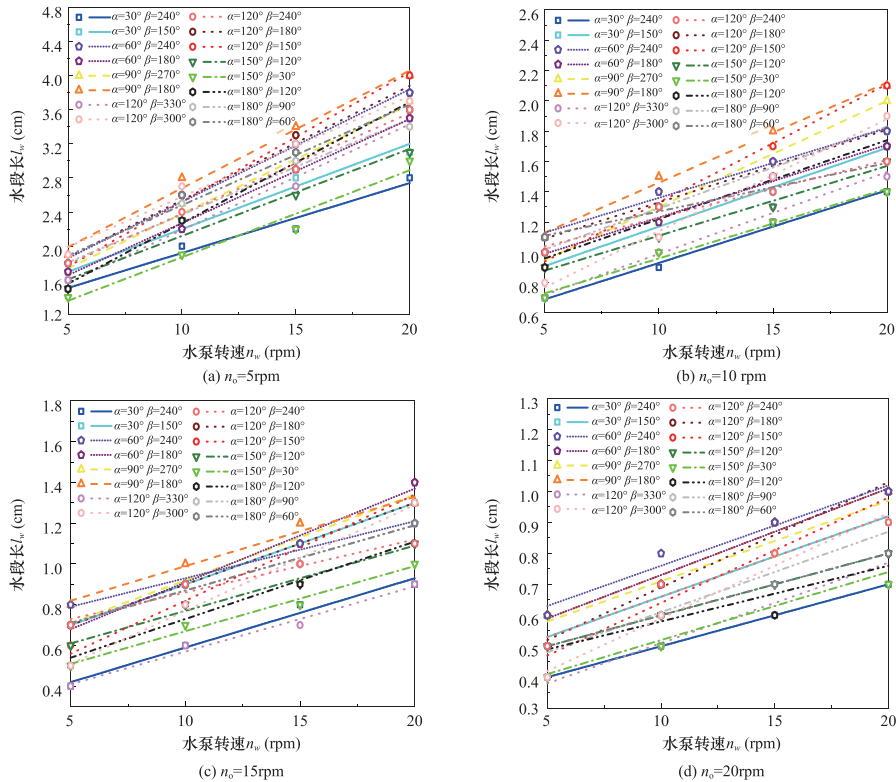 4.8
4.4
4.0
3.6
3.2
2.8
2.4
2.0
1.6
1.2
水段长l_w (cm)
α=30° β=240°
α=30° β=150°
α=60° β=240°
α=60° β=180°
α=90° β=270°
α=90° β=180°
α=120° β=330°
α=120° β=300°
α=120° β=240°
α=120° β=180°
α=120° β=150°
α=150° β=120°
α=150° β=30°
α=180° β=120°
α=180° β=90°
α=180° β=60°
5 10 15 20
水泵转速n_w (rpm)
(a) n_o=5rpm
2.6
2.4
2.2
2.0
1.8
1.6
1.4
1.2
1.0
0.8
0.6
水段长l_w (cm)
α=30° β=240°
α=30° β=150°
α=60° β=240°
α=60° β=180°
α=90° β=270°
α=90° β=180°
α=120° β=330°
α=120° β=300°
α=120° β=240°
α=120° β=180°
α=120° β=150°
α=150° β=120°
α=150° β=30°
α=180° β=120°
α=180° β=90°
α=180° β=60°
5 10 15 20
水泵转速n_w (rpm)
(b) n_o=10 rpm
1.8
1.6
1.4
1.2
1.0
0.8
0.6
0.4
水段长l_w (cm)
α=30° β=240°
α=30° β=150°
α=60° β=240°
α=60° β=180°
α=90° β=270°
α=90° β=180°
α=120° β=330°
α=120° β=300°
α=120° β=240°
α=120° β=180°
α=120° β=150°
α=150° β=120°
α=150° β=30°
α=180° β=120°
α=180° β=90°
α=180° β=60°
5 10 15 20
水泵转速n_w (rpm)
(c) n_o=15rpm
1.3
1.2
1.1
1.0
0.9
0.8
0.7
0.6
0.5
0.4
0.3
水段长l_w (cm)
α=30° β=240°
α=30° β=150°
α=60° β=240°
α=60° β=180°
α=90° β=270°
α=90° β=180°
α=120° β=330°
α=120° β=300°
α=120° β=240°
α=120° β=180°
α=120° β=150°
α=150° β=120°
α=150° β=30°
α=180° β=120°
α=180° β=90°
α=180° β=60°
5 10 15 20
水泵转速n_w (rpm)
(d) n_o=20rpm